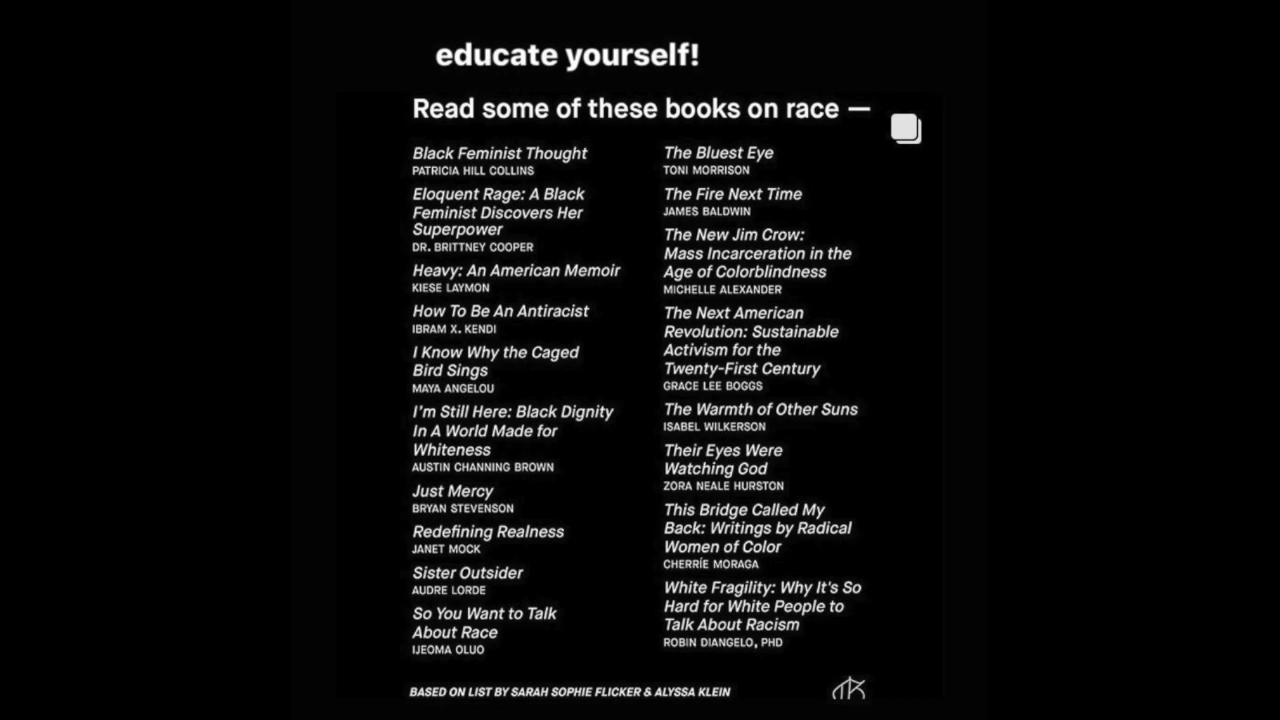 educate yourself!
Read some of these books on race —
Black Feminist Thought
PATRICIA HILL COLLINS
Eloquent Rage: A Black
Feminist Discovers Her
Superpower
DR. BRITTNEY COOPER
Heavy: An American Memoir
KIESE LAYMON
How To Be An Antiracist
IBRAM X. KENDI
I Know Why the Caged
Bird Sings
MAYA ANGELOU
I'm Still Here: Black Dignity
In A World Made for
Whiteness
AUSTIN CHANNING BROWN
Just Mercy
BRYAN STEVENSON
Redefining Realness
JANET MOCK
Sister Outsider
AUDRE LORDE
So You Want to Talk
About Race
IJEOMA OLUO
The Bluest Eye
TONI MORRISON
The Fire Next Time
JAMES BALDWIN
The New Jim Crow:
Mass Incarceration in the
Age of Colorblindness
MICHELLE ALEXANDER
The Next American
Revolution: Sustainable
Activism for the
Twenty-First Century
GRACE LEE BOGGS
The Warmth of Other Suns
ISABEL WILKERSON
Their Eyes Were
Watching God
ZORA NEALE HURSTON
This Bridge Called My
Back: Writings by Radical
Women of Color
CHERRÍE MORAGA
White Fragility: Why It's So
Hard for White People to
Talk About Racism
ROBIN DIANGELO, PHD
BASED ON LIST BY SARAH SOPHIE FLICKER & ALYSSA KLEIN